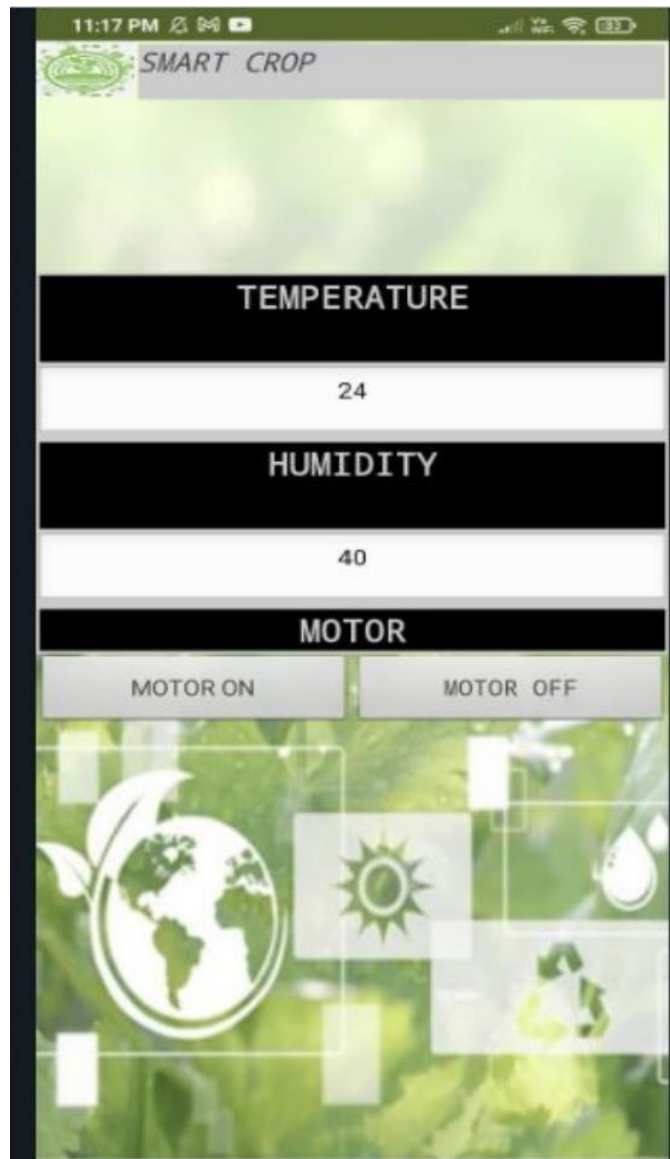 11:17 PM
SMART CROP
TEMPERATURE
24
HUMIDITY
40
MOTOR
MOTOR ON MOTOR OFF